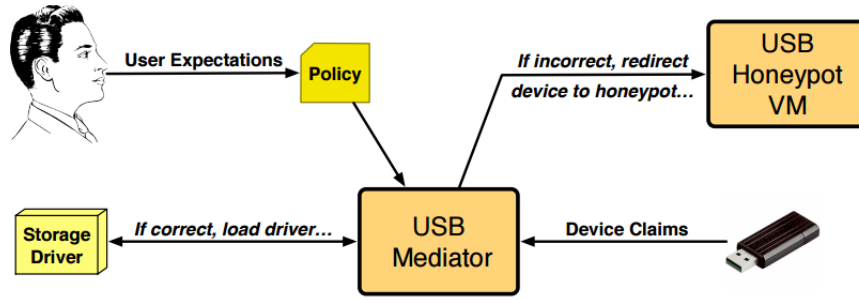 User Expectations
Policy
If incorrect, redirect
device to honeypot…
USB
Honeypot
VM
Storage
Driver
If correct, load driver…
USB
Mediator
Device Claims